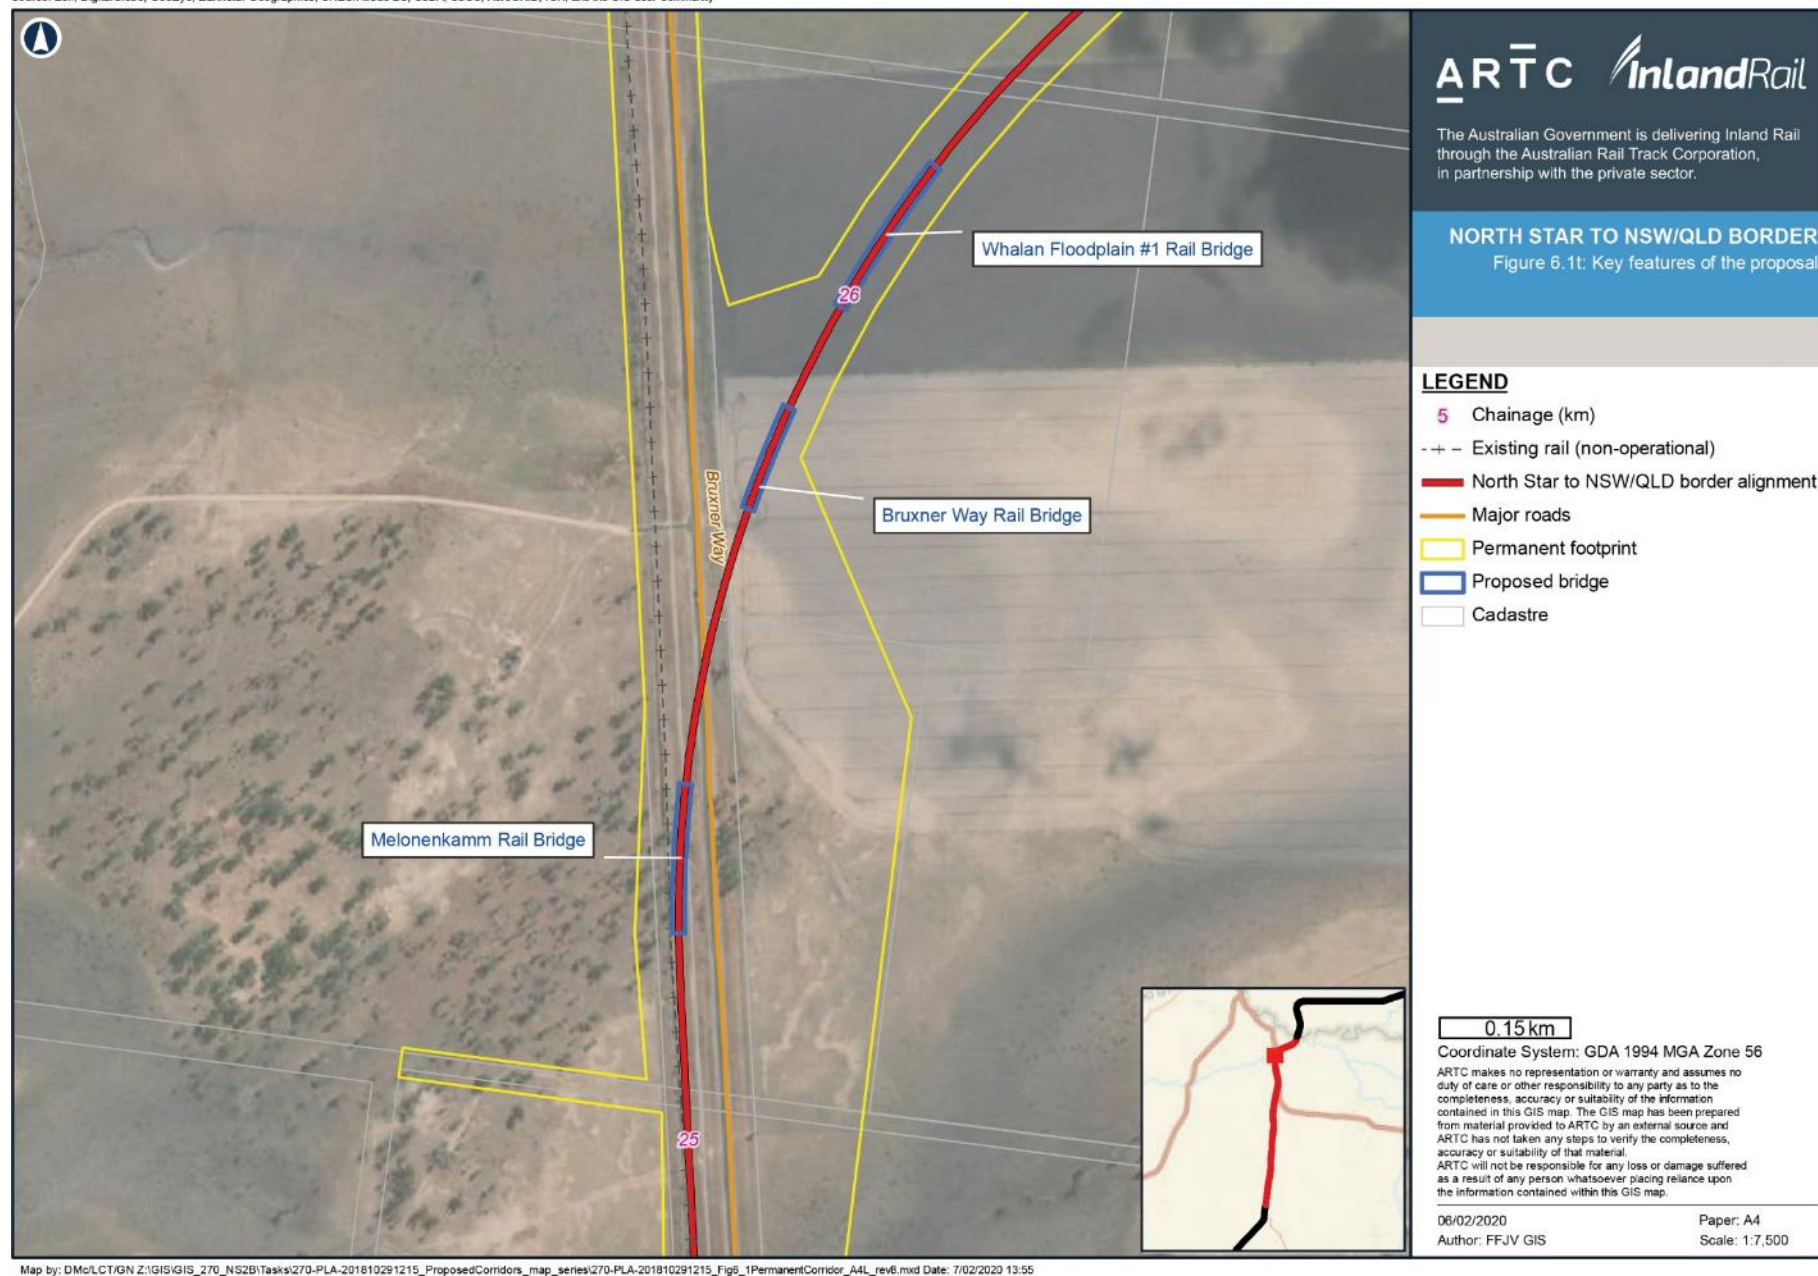 ARTC InlandRail
The Australian Government is delivering Inland Rail
through the Australian Rail Track Corporation,
in partnership with the private sector.
NORTH STAR TO NSW/QLD BORDER
Figure 6.1t: Key features of the proposal
LEGEND
5 Chainage (km)
Existing rail (non-operational)
North Star to NSW/QLD border alignment
Major roads
Permanent footprint
Proposed bridge
Cadastre
Whalan Floodplain #1 Rail Bridge
26
Bruxner Way
Bruxner Way Rail Bridge
Melonenkamm Rail Bridge
25
0.15 km
Coordinate System: GDA 1994 MGA Zone 56
ARTC makes no representation or warranty and assumes no
duty of care or other responsibility to any party as to the
completeness, accuracy or suitability of the information
contained in this GIS map. The GIS map has been prepared
from material provided to ARTC by an external source and
ARTC has not taken any steps to verify the completeness,
accuracy or suitability of that material.
ARTC will not be responsible for any loss or damage suffered
as a result of any person whatsoever placing reliance upon
the information contained within this GIS map.
06/02/2020 Paper: A4
Author: FFJV GIS Scale: 1:7,500
Map by: DMc/LCT/GN Z:\GIS\GIS_270_NS2B\Tasks\270-PLA-201810291215_ProposedCorridors_map_series\270-PLA-201810291215_Fig6_1PermanentCorridor_A4L_rev8.mxd Date: 7/02/2020 13:55